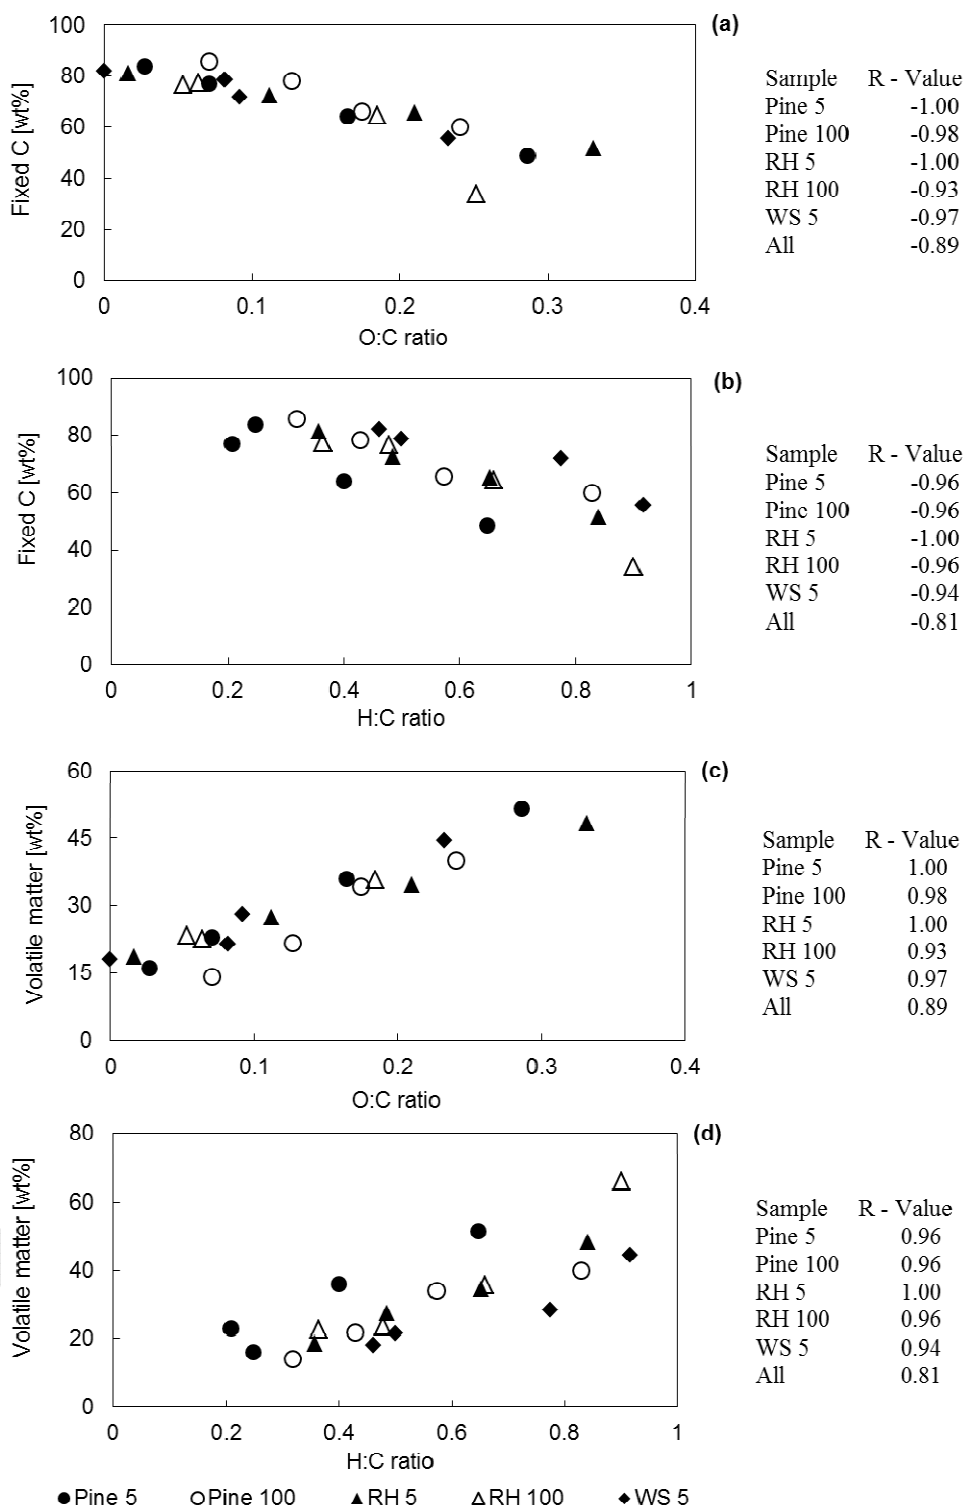 (a)
100
80
60
40
20
0
Fixed C [wt%]
0 0.1 0.2 0.3 0.4
O:C ratio
Sample R - Value
Pine 5 -1.00
Pine 100 -0.98
RH 5 -1.00
RH 100 -0.93
WS 5 -0.97
All -0.89
(b)
100
80
60
40
20
0
Fixed C [wt%]
0 0.2 0.4 0.6 0.8 1
H:C ratio
Sample R - Value
Pine 5 -0.96
Pine 100 -0.96
RH 5 -1.00
RH 100 -0.96
WS 5 -0.94
All -0.81
(c)
60
45
30
15
0
Volatile matter [wt%]
0 0.1 0.2 0.3 0.4
O:C ratio
Sample R - Value
Pine 5 1.00
Pine 100 0.98
RH 5 1.00
RH 100 0.93
WS 5 0.97
All 0.89
(d)
80
60
40
20
0
Volatile matter [wt%]
0 0.2 0.4 0.6 0.8 1
H:C ratio
Sample R - Value
Pine 5 0.96
Pine 100 0.96
RH 5 1.00
RH 100 0.96
WS 5 0.94
All 0.81
Pine 5 Pine 100 RH 5 RH 100 WS 5